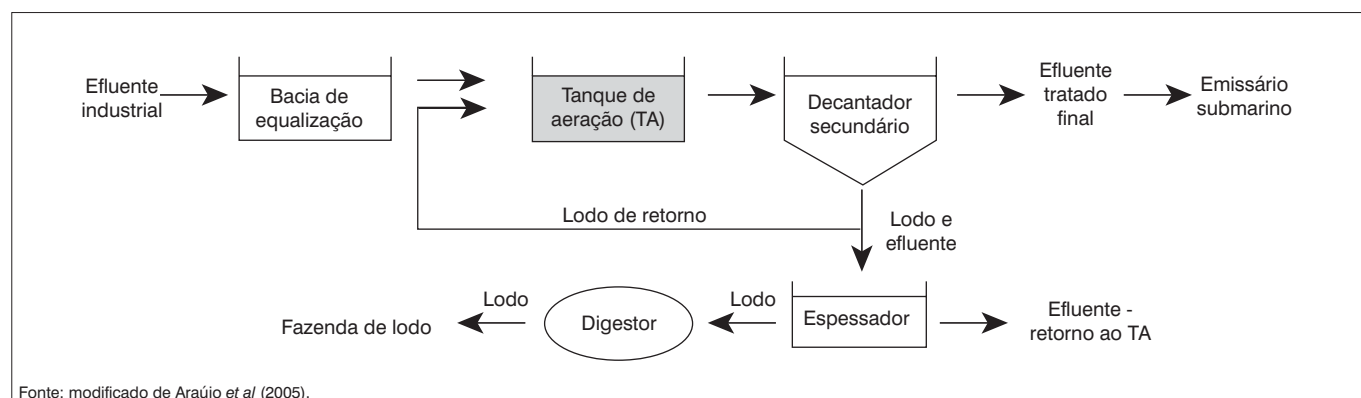 Efluente
industrial
Bacia de
equalização
Tanque de
aeração (TA)
Decantador
secundário
Efluente
tratado
final
Emissário
submarino
Lodo de retorno
Lodo e
efluente
Fazenda de lodo
Lodo
Digestor
Lodo
Espessador
Efluente -
retorno ao TA
Fonte: modificado de Araújo et al (2005).